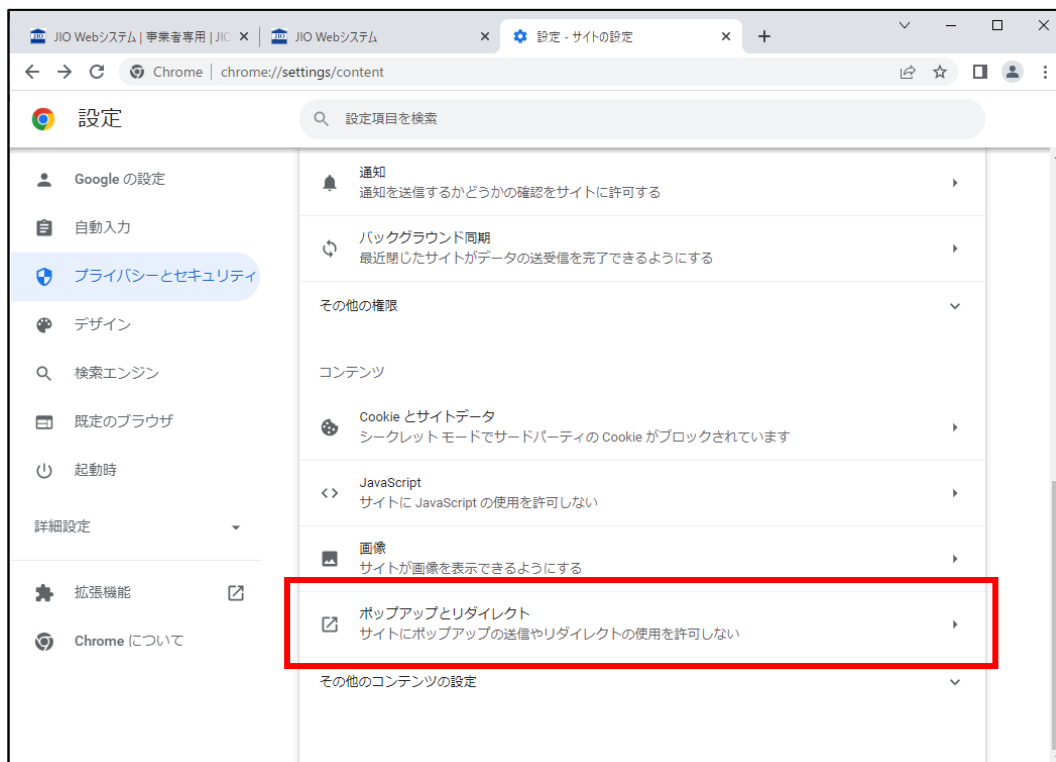 JIO Webシステム | 事業者専用 | JIO
JIO Webシステム
設定 - サイトの設定
Chrome | chrome://settings/content
設定
設定項目を検索
Google の設定
自動入力
プライバシーとセキュリティ
デザイン
検索エンジン
既定のブラウザ
起動時
詳細設定
拡張機能
Chrome について
通知
通知を送信するかどうかの確認をサイトに許可する
バックグラウンド同期
最近閉じたサイトがデータの送受信を完了できるようにする
その他の権限
コンテンツ
Cookie とサイトデータ
シークレット モードでサードパーティの Cookie がブロックされています
JavaScript
サイトに JavaScript の使用を許可しない
画像
サイトが画像を表示できるようにする
ポップアップとリダイレクト
サイトにポップアップの送信やリダイレクトの使用を許可しない
その他のコンテンツの設定